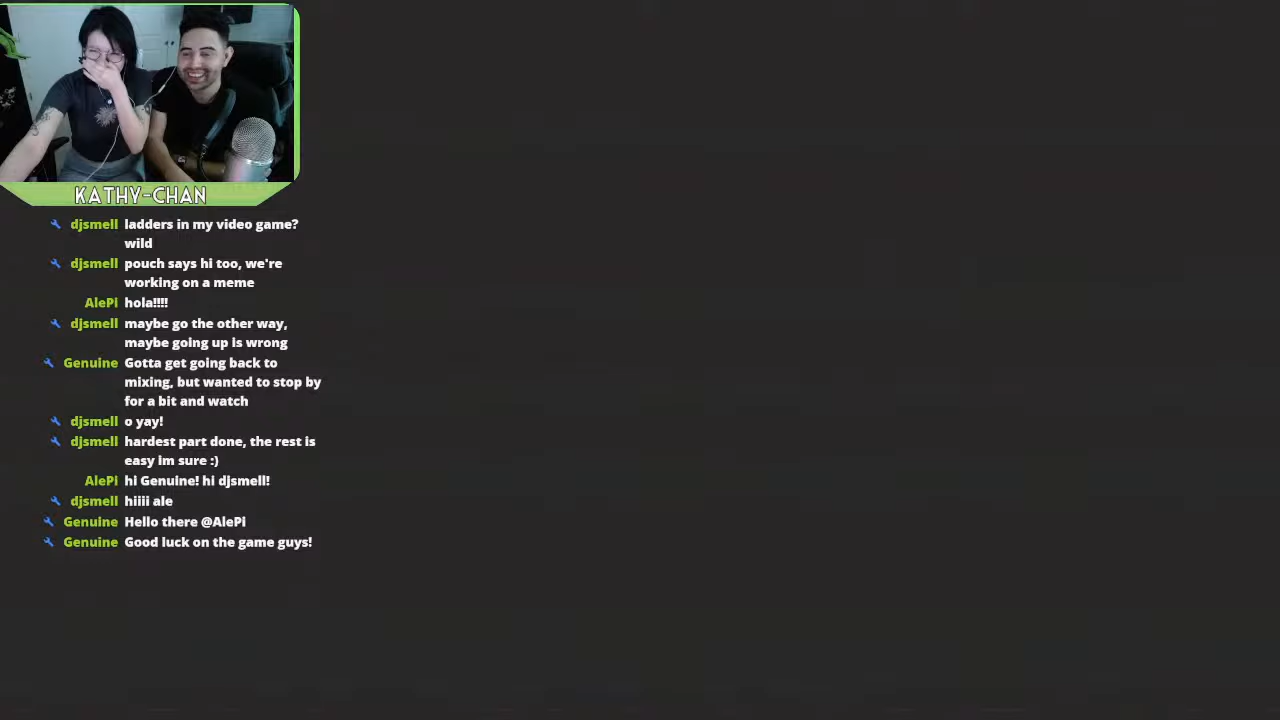 KATHY-CHAN
djsmell ladders in my video game?
wild
djsmell pouch says hi too, we're
working on a meme
AlePi hola!!!!
djsmell maybe go the other way,
maybe going up is wrong
Genuine Gotta get going back to
mixing, but wanted to stop by
for a bit and watch
djsmell o yay!
djsmell hardest part done, the rest is
easy im sure :)
AlePi hi Genuine! hi djsmell!
djsmell hiiii ale
Genuine Hello there @AlePi
Genuine Good luck on the game guys!